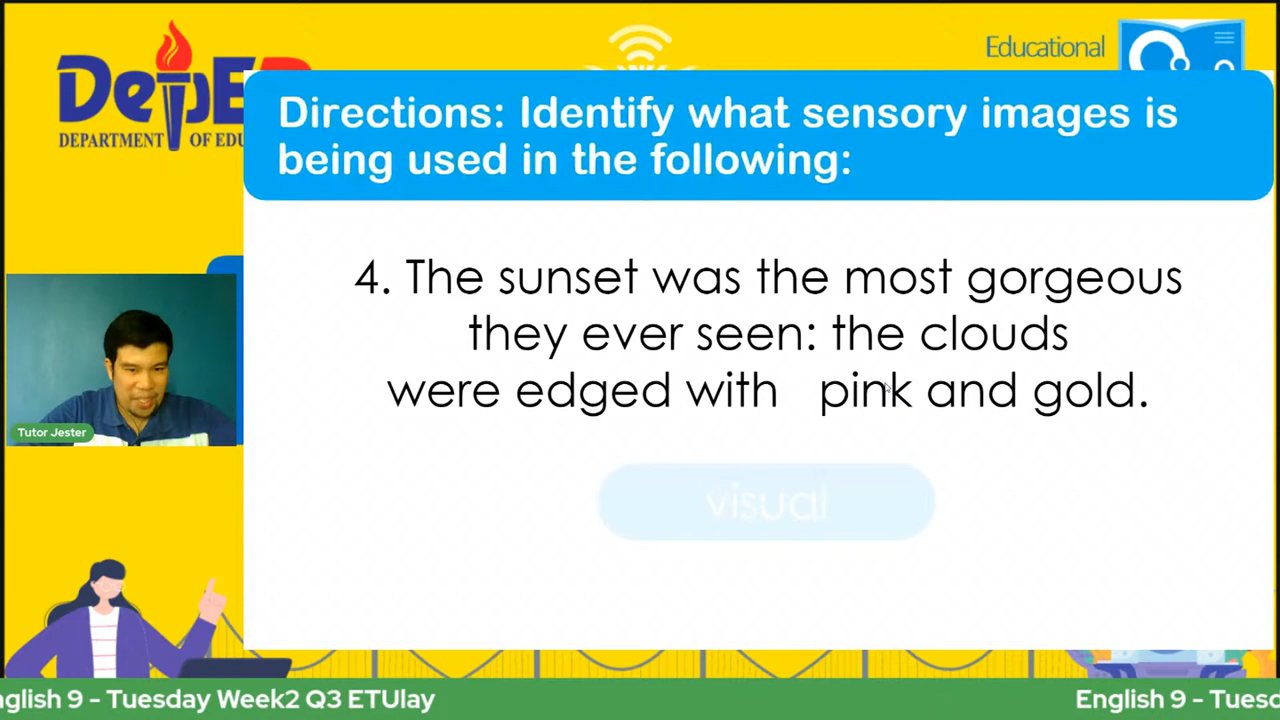 Educational
DepED
DEPARTMENT OF EDU
Directions: Identify what sensory images is
being used in the following:
4. The sunset was the most gorgeous
they ever seen: the clouds
were edged with pink and gold.
visual
Tutor Jester
nglish 9 - Tuesday Week2 Q3 ETUlay
English 9 - Tuesd